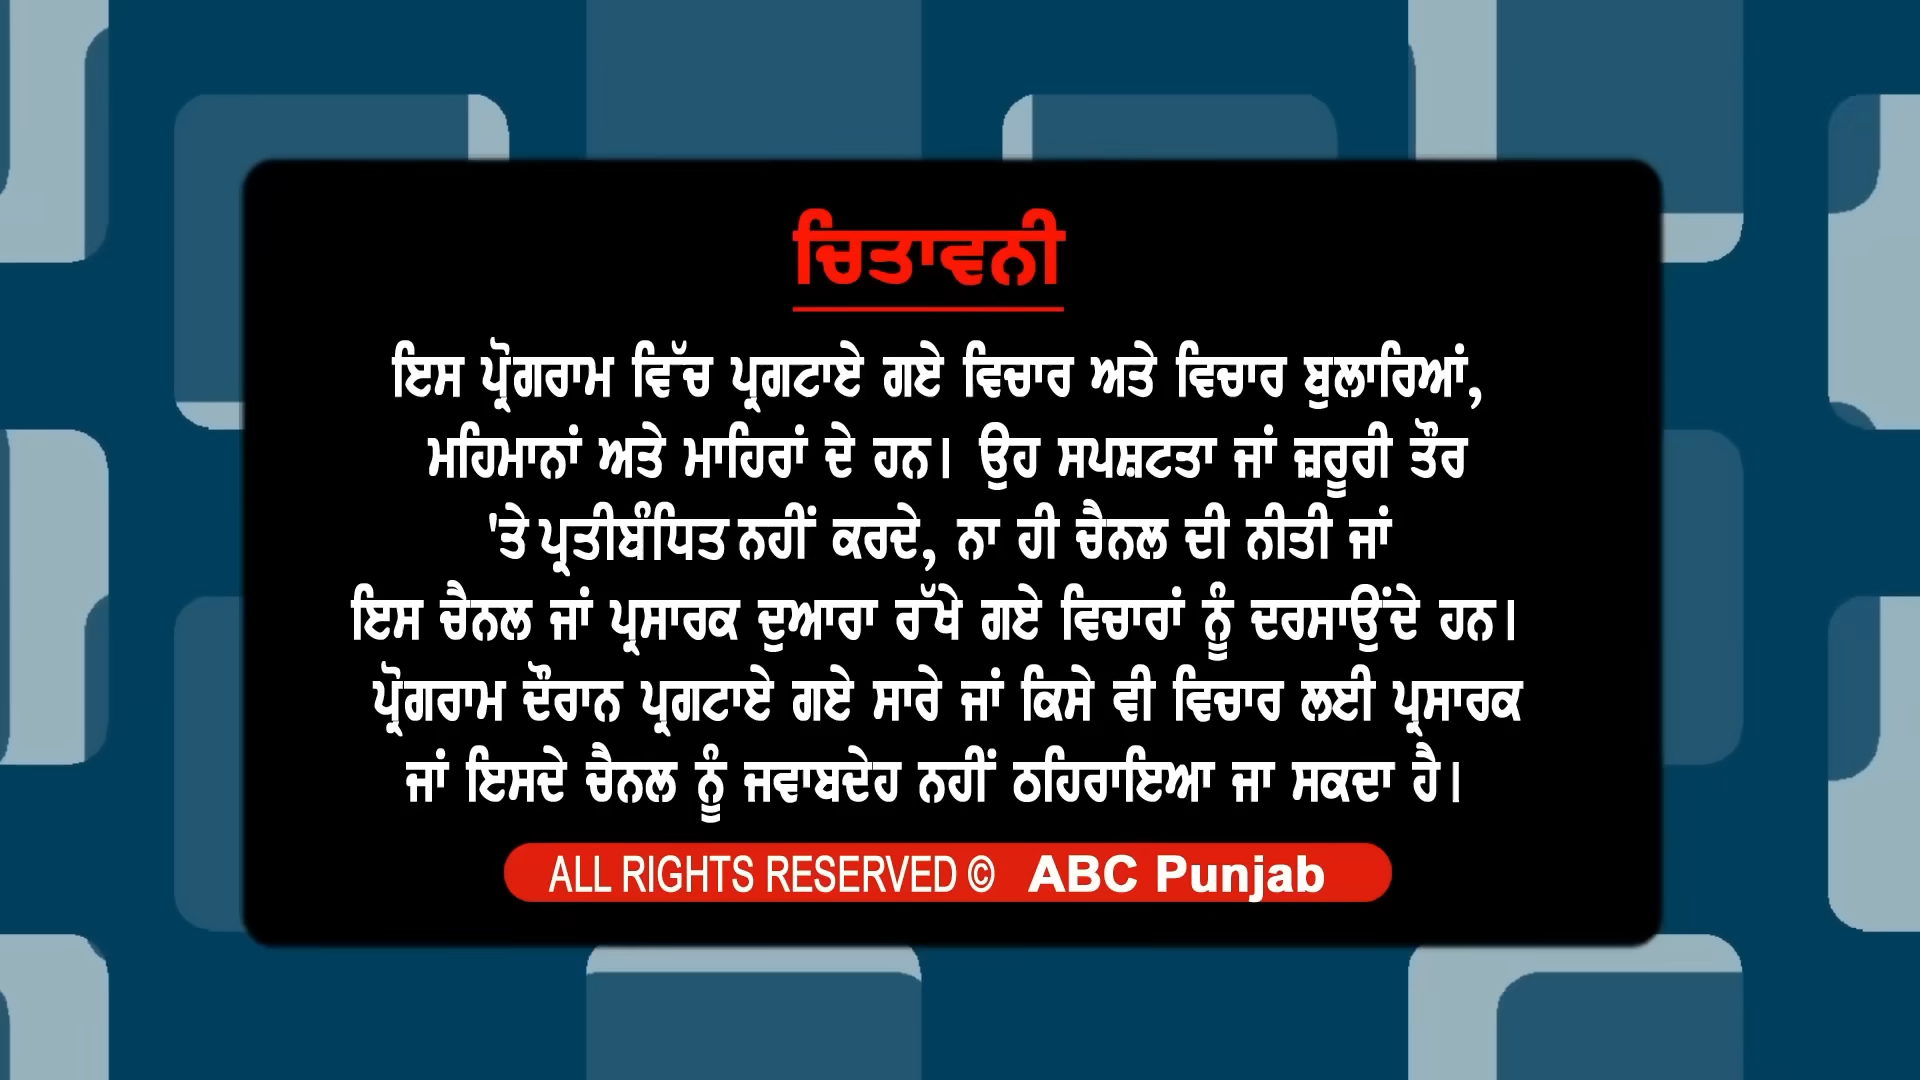 ਚਿਤਾਵਨੀ
ਇਸ ਪ੍ਰੋਗਰਾਮ ਵਿੱਚ ਪ੍ਰਗਟਾਏ ਗਏ ਵਿਚਾਰ ਅਤੇ ਵਿਚਾਰ ਬੁਲਾਰਿਆਂ,
ਮਹਿਮਾਨਾਂ ਅਤੇ ਮਾਹਿਰਾਂ ਦੇ ਹਨ। ਉਹ ਸਪਸ਼ਟਤਾ ਜਾਂ ਜ਼ਰੂਰੀ ਤੌਰ
'ਤੇ ਪ੍ਰਤੀਬੰਧਿਤ ਨਹੀਂ ਕਰਦੇ, ਨਾ ਹੀ ਚੈਨਲ ਦੀ ਨੀਤੀ ਜਾਂ
ਇਸ ਚੈਨਲ ਜਾਂ ਪ੍ਰਸਾਰਕ ਦੁਆਰਾ ਰੱਖੇ ਗਏ ਵਿਚਾਰਾਂ ਨੂੰ ਦਰਸਾਉਂਦੇ ਹਨ।
ਪ੍ਰੋਗਰਾਮ ਦੌਰਾਨ ਪ੍ਰਗਟਾਏ ਗਏ ਸਾਰੇ ਜਾਂ ਕਿਸੇ ਵੀ ਵਿਚਾਰ ਲਈ ਪ੍ਰਸਾਰਕ
ਜਾਂ ਇਸਦੇ ਚੈਨਲ ਨੂੰ ਜਵਾਬਦੇਹ ਨਹੀਂ ਠਹਿਰਾਇਆ ਜਾ ਸਕਦਾ ਹੈ।
ALL RIGHTS RESERVED © ABC Punjab